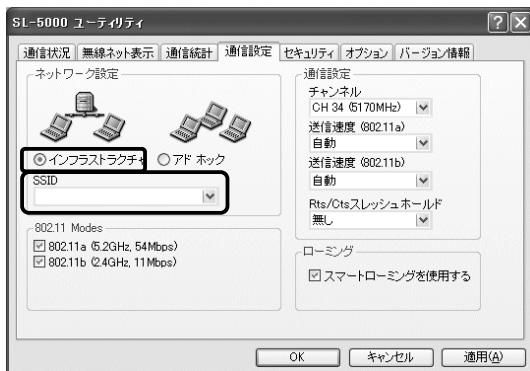 SL-5000 ユーティリティ
通信状況 無線ネット表示 通信統計 通信設定 セキュリティ オプション バージョン情報
ネットワーク設定
インフラストラクチャ アド ホック
SSID
802.11 Modes
802.11a (5.2GHz, 54Mbps)
802.11b (2.4GHz, 11Mbps)
通信設定
チャンネル
CH 34 (5170MHz)
送信速度 (802.11a)
自動
送信速度 (802.11b)
自動
Rts/Ctsスレッシュホールド
無し
ローミング
スマートローミングを使用する
OK キャンセル 適用(A)